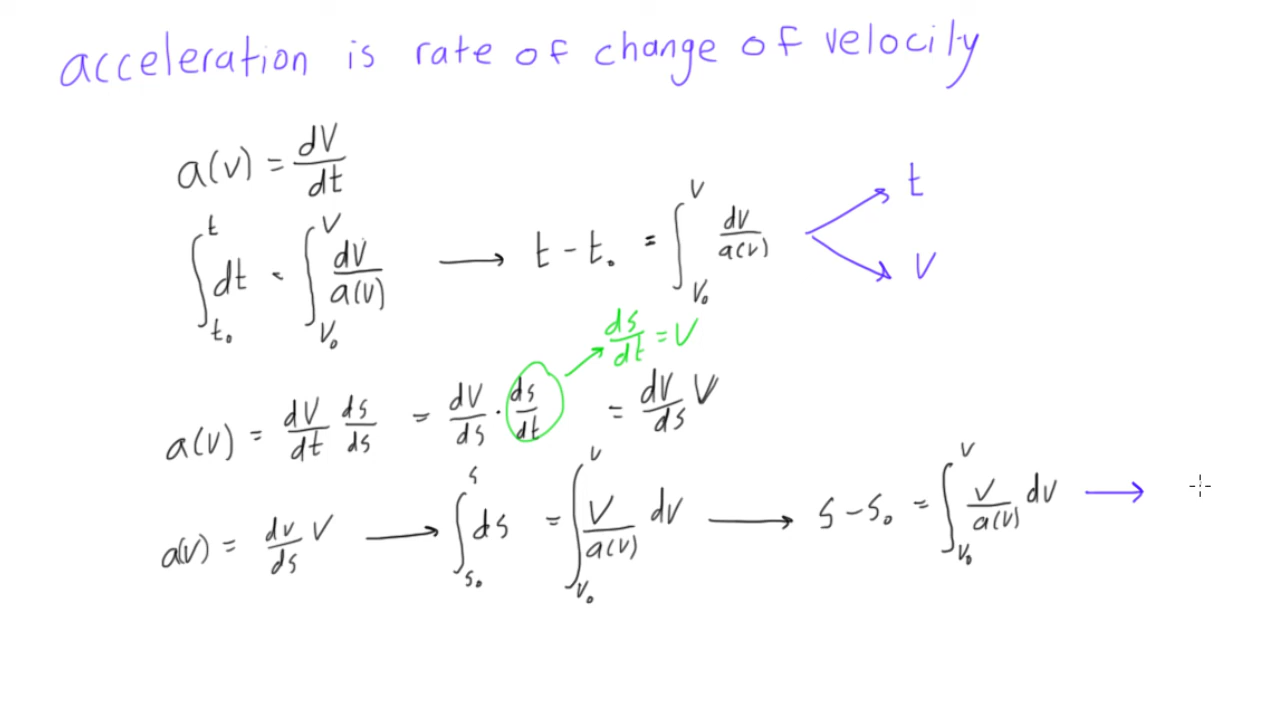 acceleration is rate of change of velocity
a(v) = dV/dt
∫_{t₀}^{t} dt = ∫_{V₀}^{V} dV/a(V) → t - t₀ = ∫_{V₀}^{V} dV/a(V) → t
→ V
ds/dt = V
a(v) = dV/dt ds/ds = dV/ds · ds/dt = dV/ds V
a(v) = dv/ds V → ∫_{s₀}^{s} ds = ∫_{V₀}^{V} V/a(V) dV → S - S₀ = ∫_{V₀}^{V} V/a(V) dV →